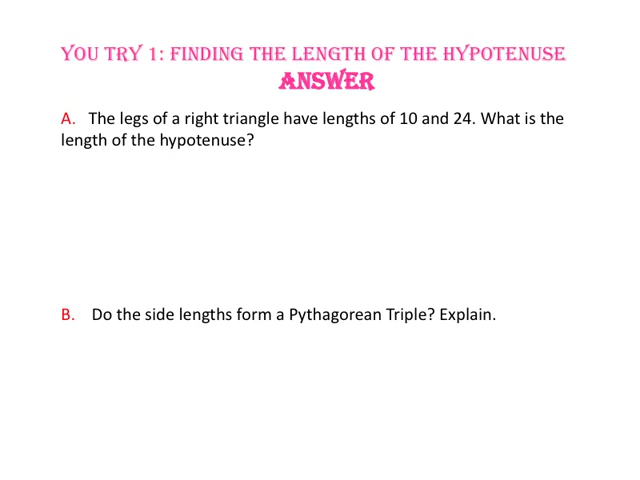 You Try 1: Finding the Length of the Hypotenuse
ANSWER
A. The legs of a right triangle have lengths of 10 and 24. What is the
length of the hypotenuse?
B. Do the side lengths form a Pythagorean Triple? Explain.